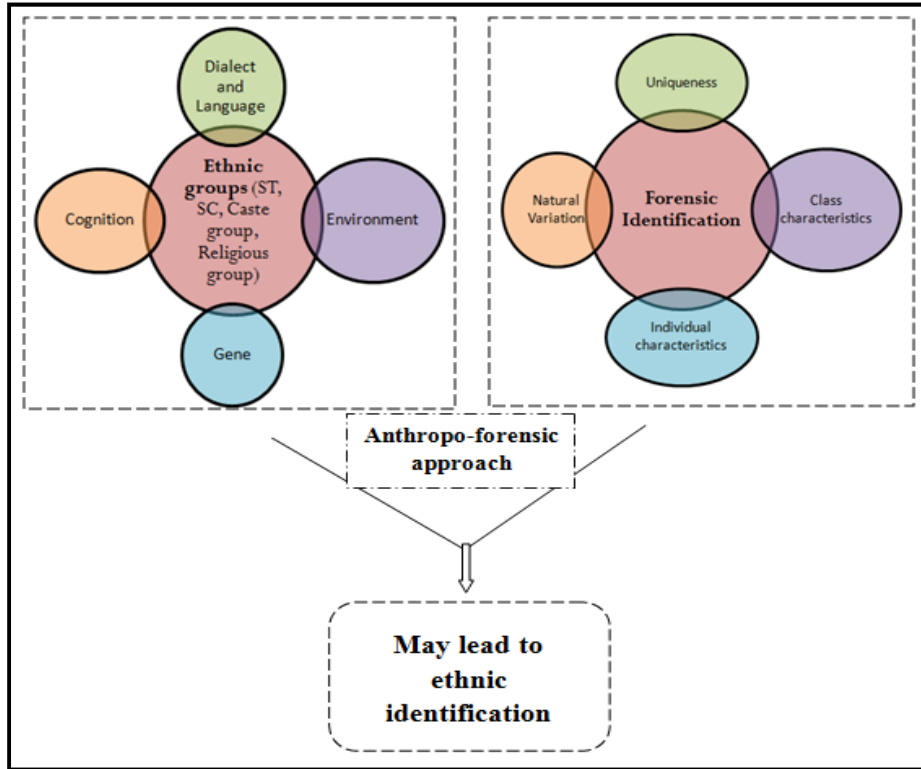 Dialect
and
Language
Ethnic
groups (ST,
SC, Caste
group,
Religious
group)
Cognition
Environment
Gene
Uniqueness
Natural
Variation
Forensic
Identification
Class
characteristics
Individual
characteristics
Anthropo-forensic
approach
May lead to
ethnic
identification